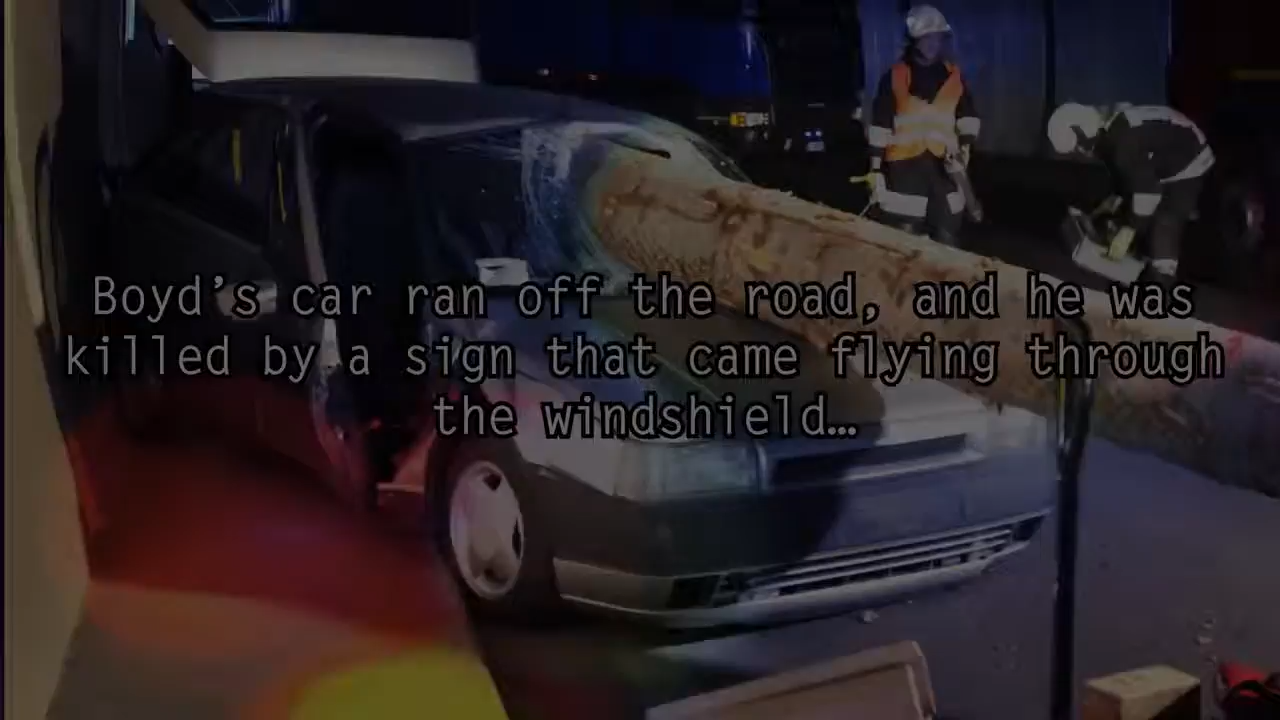 Boyd’s car ran off the road, and he was
killed by a sign that came flying through
the windshield…